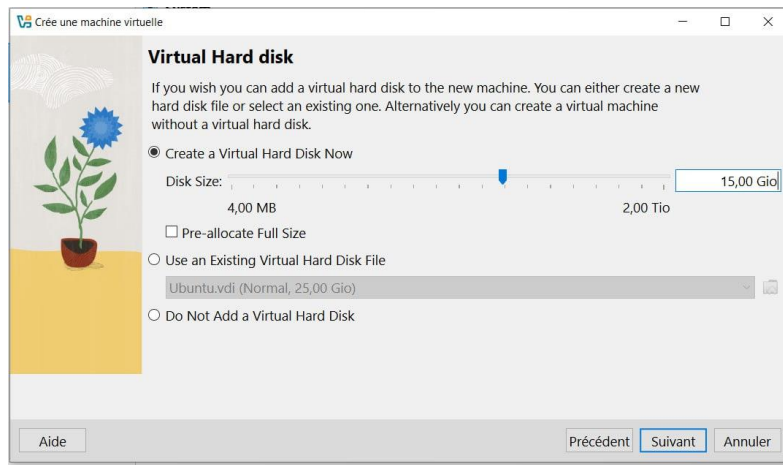 Crée une machine virtuelle
Virtual Hard disk
If you wish you can add a virtual hard disk to the new machine. You can either create a new
hard disk file or select an existing one. Alternatively you can create a virtual machine
without a virtual hard disk.
Create a Virtual Hard Disk Now
Disk Size:
15,00 Gio
4,00 MB
2,00 Tio
Pre-allocate Full Size
Use an Existing Virtual Hard Disk File
Ubuntu.vdi (Normal, 25,00 Gio)
Do Not Add a Virtual Hard Disk
Aide
Précédent
Suivant
Annuler